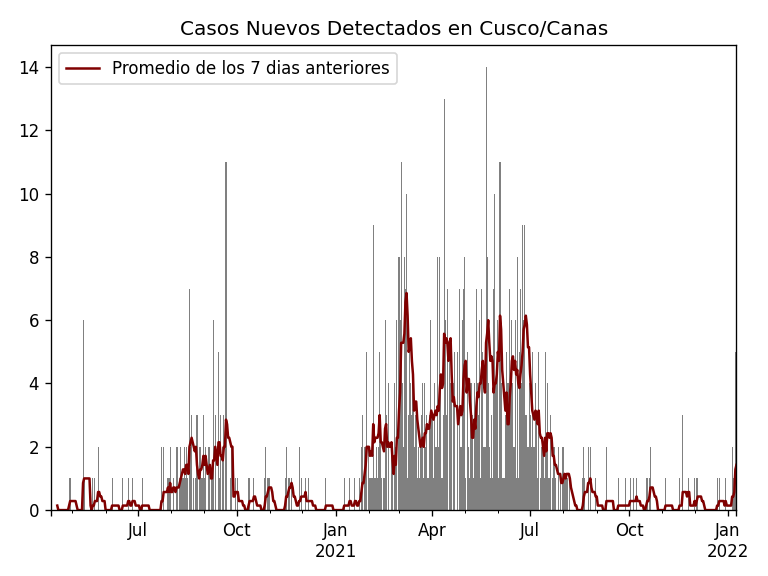 Casos Nuevos Detectados en Cusco/Canas
Promedio de los 7 dias anteriores
14
12
10
8
6
4
2
0
Jul
Oct
Jan
2021
Apr
Jul
Oct
Jan
2022